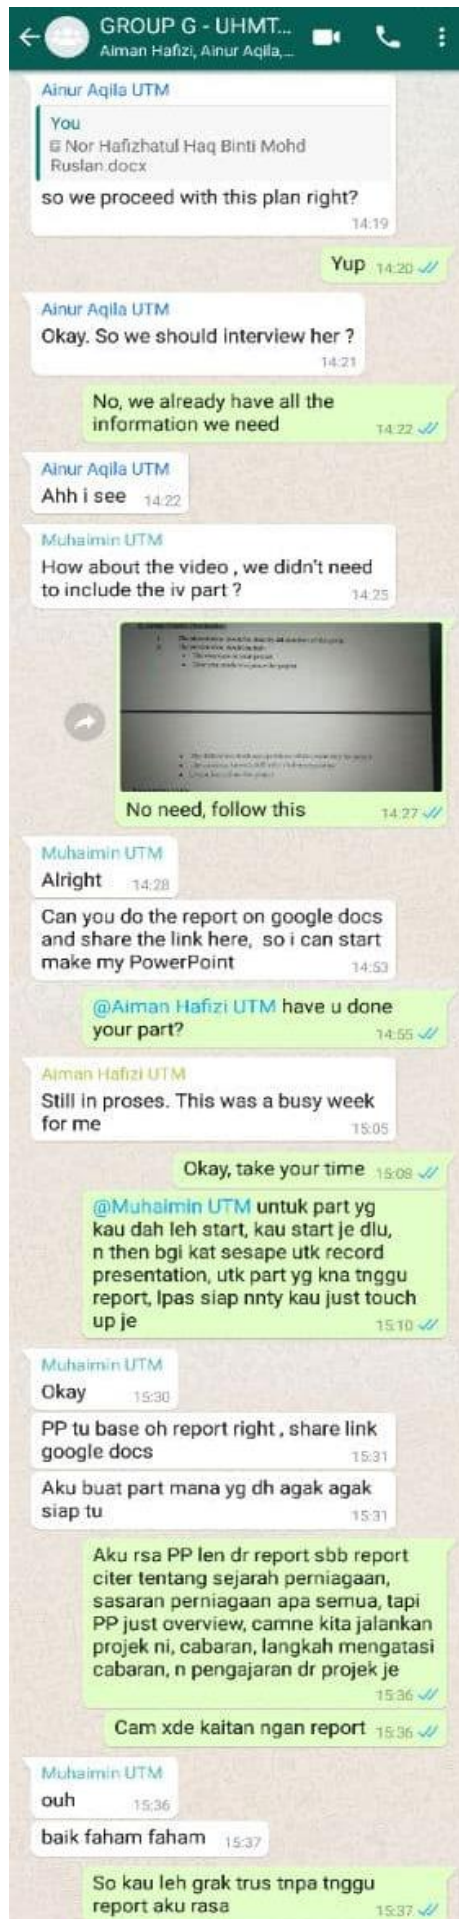 GROUP G - UHMT...
Aiman Hafizi, Ainur Aqila,...
Ainur Aqila UTM
You
Nor Hafizhatul Haq Binti Mohd
Ruslan.docx
so we proceed with this plan right?
14:19
Yup 14:20
Ainur Aqila UTM
Okay. So we should interview her ?
14:21
No, we already have all the
information we need 14:22
Ainur Aqila UTM
Ahh i see 14:22
Muhaimin UTM
How about the video , we didn't need
to include the iv part ? 14:25
No need, follow this 14:27
Muhaimin UTM
Alright 14:28
Can you do the report on google docs
and share the link here,  so i can start
make my PowerPoint 14:53
@Aiman Hafizi UTM have u done
your part? 14:55
Aiman Hafizi UTM
Still in proses. This was a busy week
for me 15:05
Okay, take your time 15:08
@Muhaimin UTM untuk part yg
kau dah leh start, kau start je dlu,
n then bgi kat sesape utk record
presentation, utk part yg kna tnggu
report, lpas siap nnty kau just touch
up je 15:10
Muhaimin UTM
Okay 15:30
PP tu base oh report right , share link
google docs 15:31
Aku buat part mana yg dh agak agak
siap tu 15:31
Aku rsa PP len dr report sbb report
citer tentang sejarah perniagaan,
sasaran perniagaan apa semua, tapi
PP just overview, camne kita jalankan
projek ni, cabaran, langkah mengatasi
cabaran, n pengajaran dr projek je
15:36
Cam xde kaitan ngan report 15:36
Muhaimin UTM
ouh 15:36
baik faham faham 15:37
So kau leh grak trus tnpa tnggu
report aku rasa 15:37